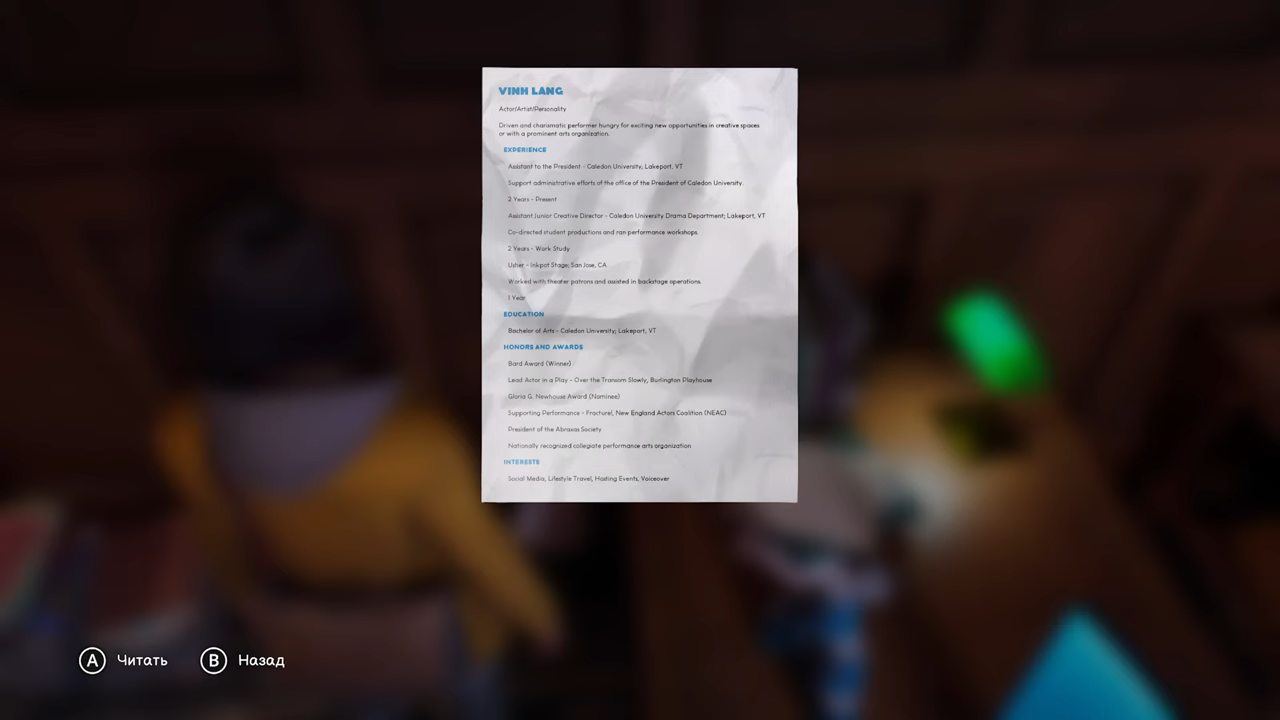 VINH LANG
Actor/Artist/Personality
Driven and charismatic performer hungry for exciting new opportunities in creative spaces
or with a prominent arts organization.
EXPERIENCE
Assistant to the President - Caledon University; Lakeport, VT
Support administrative efforts of the office of the President of Caledon University.
2 Years - Present
Assistant Junior Creative Director - Caledon University Drama Department; Lakeport, VT
Co-directed student productions and ran performance workshops.
2 Years - Work Study
Usher - Inkpot Stage; San Jose, CA
Worked with theater patrons and assisted in backstage operations.
1 Year
EDUCATION
Bachelor of Arts - Caledon University; Lakeport, VT
HONORS AND AWARDS
Bard Award (Winner)
Lead Actor in a Play - Over the Transom Slowly, Burlington Playhouse
Gloria G. Newhouse Award (Nominee)
Supporting Performance - Fracture!, New England Actors Coalition (NEAC)
President of the Abraxas Society
Nationally recognized collegiate performance arts organization
INTERESTS
Social Media, Lifestyle Travel, Hosting Events, Voiceover
A Читать B Назад